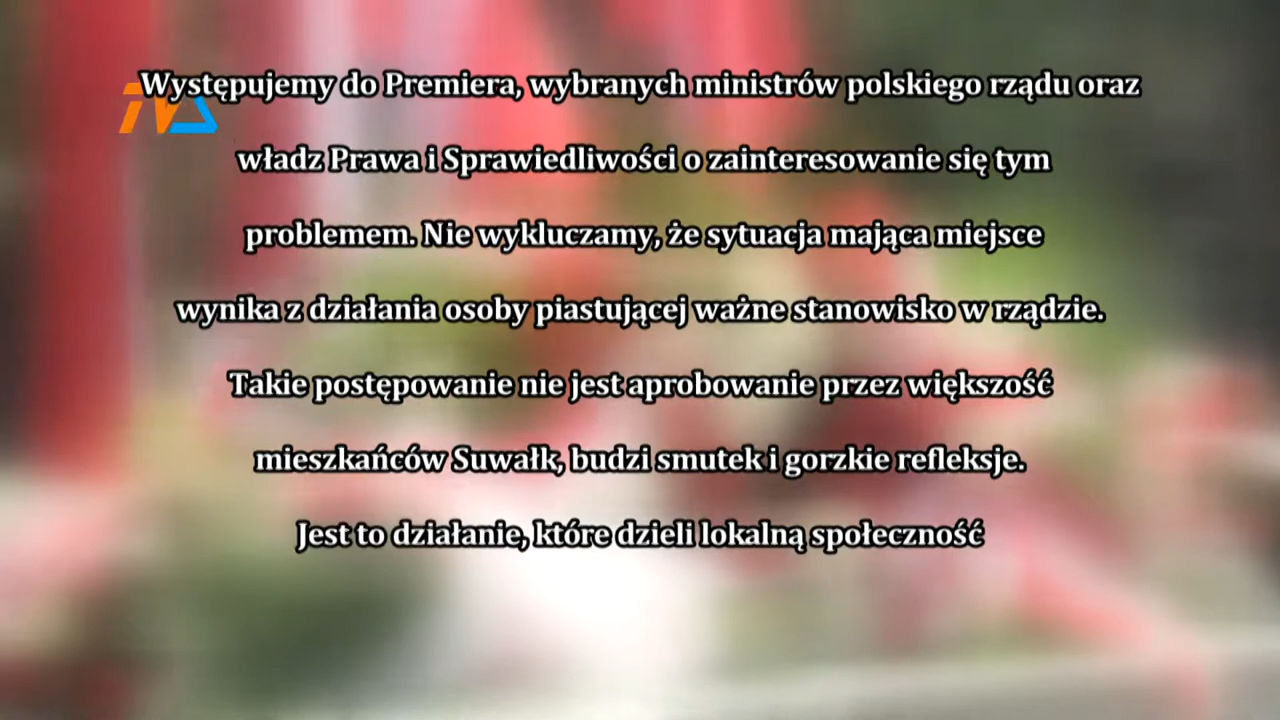 Występujemy do Premiera, wybranych ministrów polskiego rządu oraz
władz Prawa i Sprawiedliwości o zainteresowanie się tym
problemem. Nie wykluczamy, że sytuacja mająca miejsce
wynika z działania osoby piastującej ważne stanowisko w rządzie.
Takie postępowanie nie jest aprobowanie przez większość
mieszkańców Suwałk, budzi smutek i gorzkie refleksje.
Jest to działanie, które dzieli lokalną społeczność